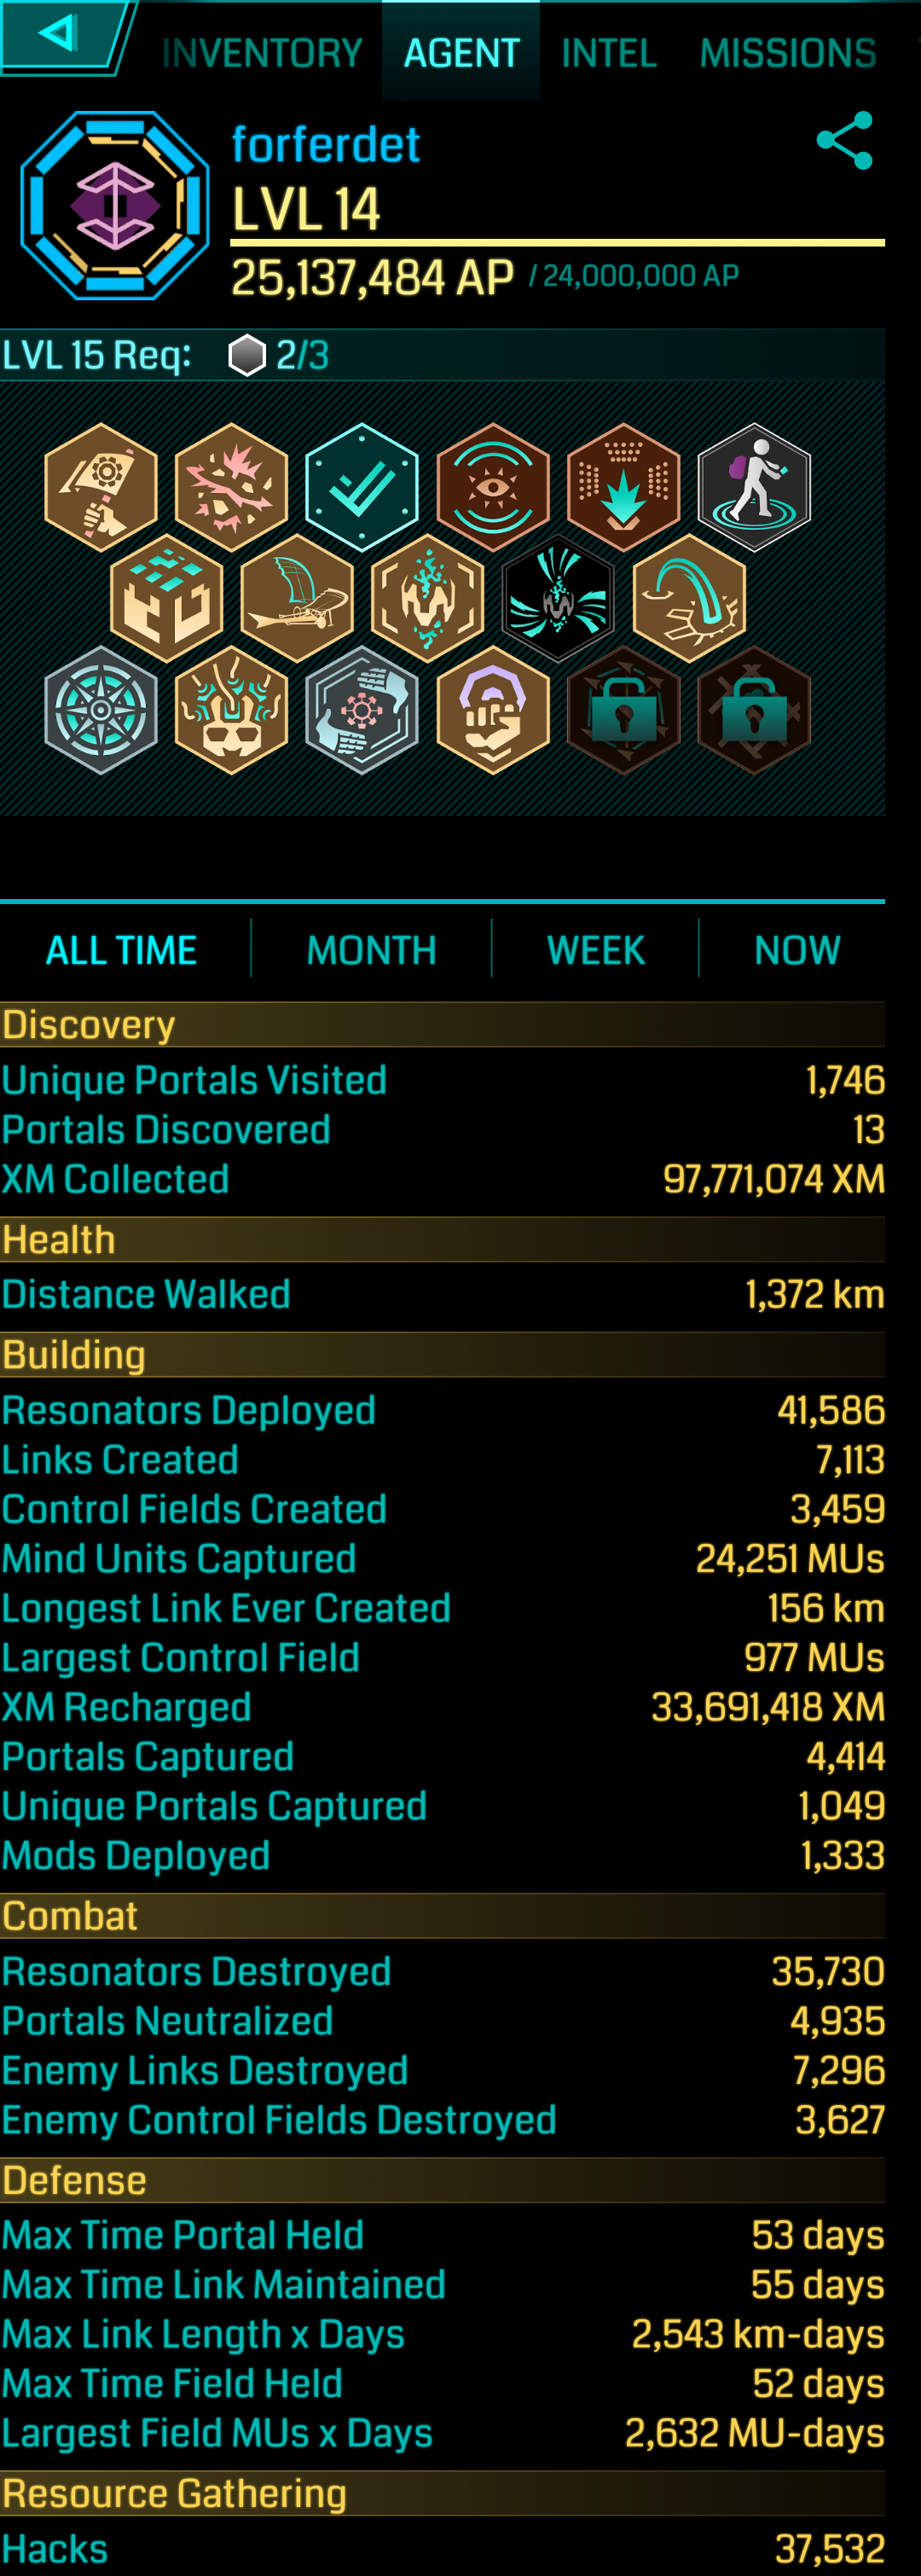 INVENTORY AGENT INTEL MISSIONS
forferdet
LVL 14
25,137,484 AP / 24,000,000 AP
LVL 15 Req: 2/3
ALL TIME MONTH WEEK NOW
Discovery
Unique Portals Visited 1,746
Portals Discovered 13
XM Collected 97,771,074 XM
Health
Distance Walked 1,372 km
Building
Resonators Deployed 41,586
Links Created 7,113
Control Fields Created 3,459
Mind Units Captured 24,251 MUs
Longest Link Ever Created 156 km
Largest Control Field 977 MUs
XM Recharged 33,691,418 XM
Portals Captured 4,414
Unique Portals Captured 1,049
Mods Deployed 1,333
Combat
Resonators Destroyed 35,730
Portals Neutralized 4,935
Enemy Links Destroyed 7,296
Enemy Control Fields Destroyed 3,627
Defense
Max Time Portal Held 53 days
Max Time Link Maintained 55 days
Max Link Length x Days 2,543 km-days
Max Time Field Held 52 days
Largest Field MUs x Days 2,632 MU-days
Resource Gathering
Hacks 37,532